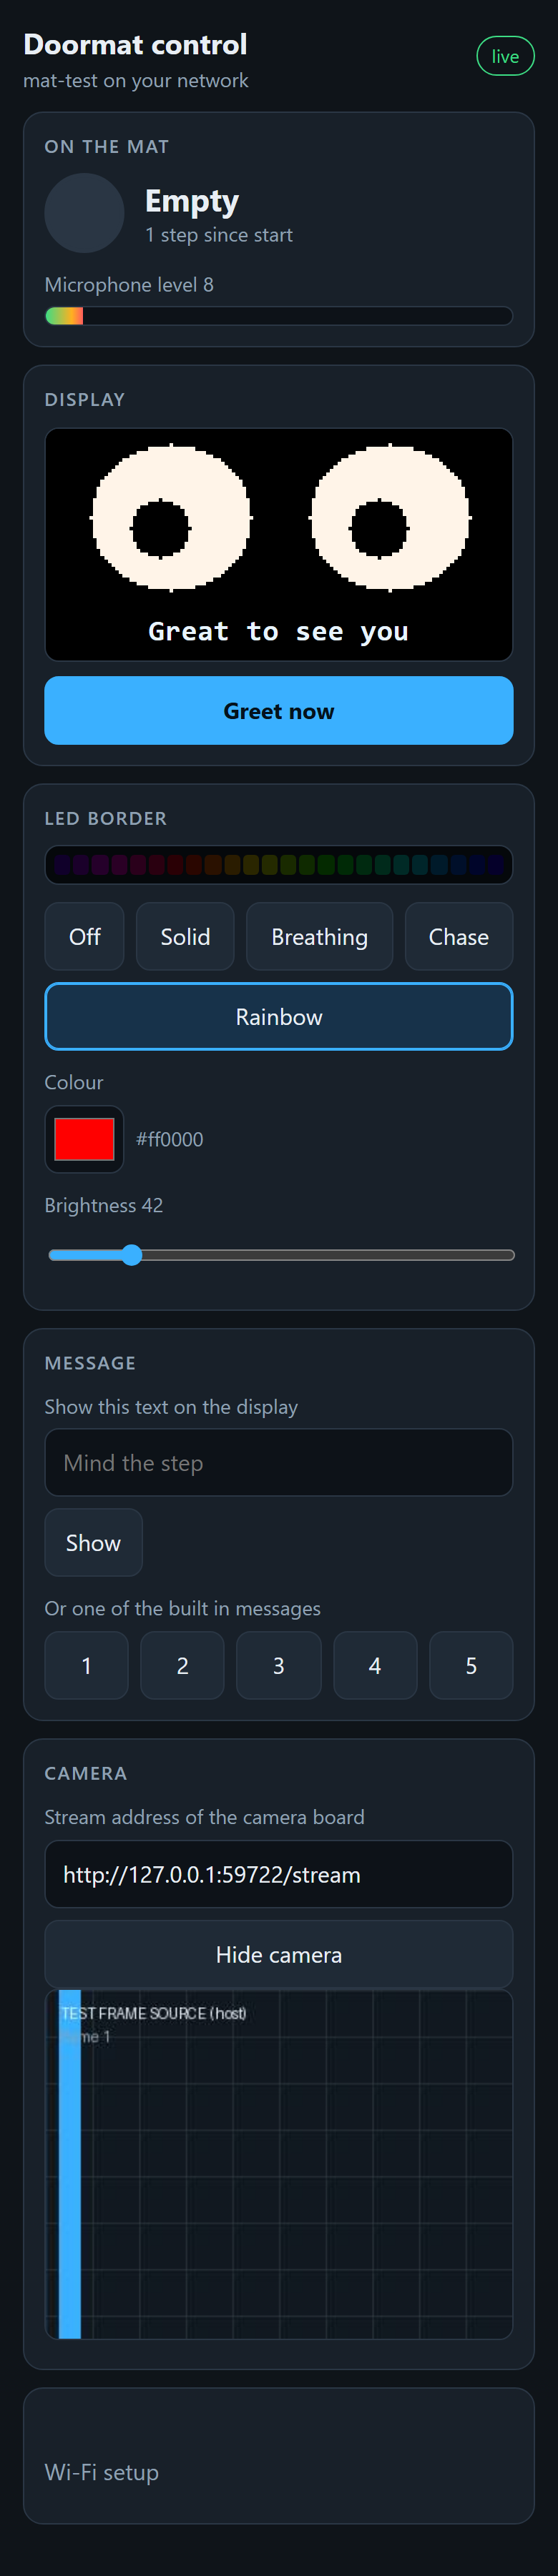 Doormat control
mat-test on your network
live
ON THE MAT
Empty
1 step since start
Microphone level 8
DISPLAY
Great to see you
Greet now
LED BORDER
Off
Solid
Breathing
Chase
Rainbow
Colour
#ff0000
Brightness 42
MESSAGE
Show this text on the display
Mind the step
Show
Or one of the built in messages
1
2
3
4
5
CAMERA
Stream address of the camera board
http://127.0.0.1:59722/stream
Hide camera
TEST FRAME SOURCE (host)
1
Wi-Fi setup